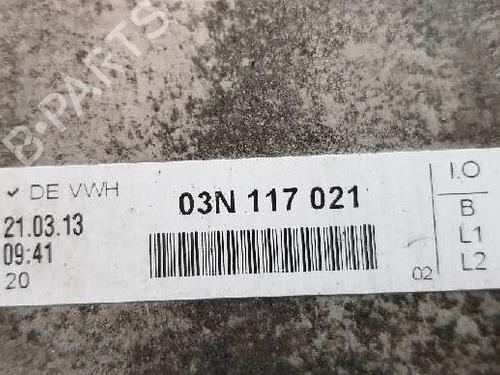 B-PARTS
✓ DE VWH
21.03.13
09:41
20
03N 117 021
02
I.O
B
L1
L2